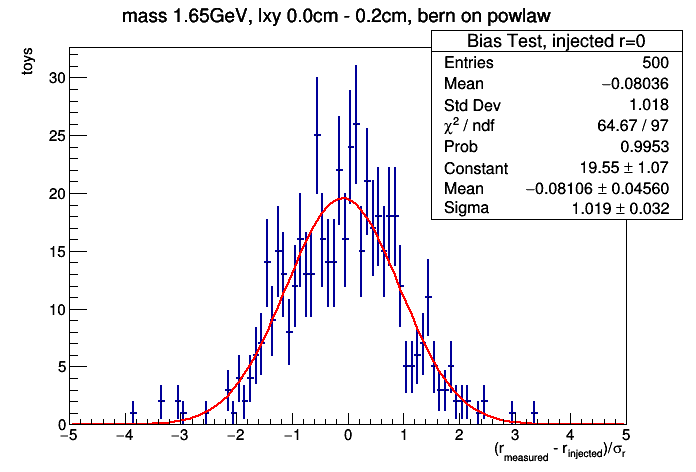 mass 1.65GeV, lxy 0.0cm - 0.2cm, bern on powlaw
toys
Bias Test, injected r=0
Entries 500
Mean −0.08036
Std Dev 1.018
χ² / ndf 64.67 / 97
Prob 0.9953
Constant 19.55 ± 1.07
Mean −0.08106 ± 0.04560
Sigma 1.019 ± 0.032
30
25
20
15
10
5
0
−5 −4 −3 −2 −1 0 1 2 3 4 5
(r_measured - r_injected)/σ_r